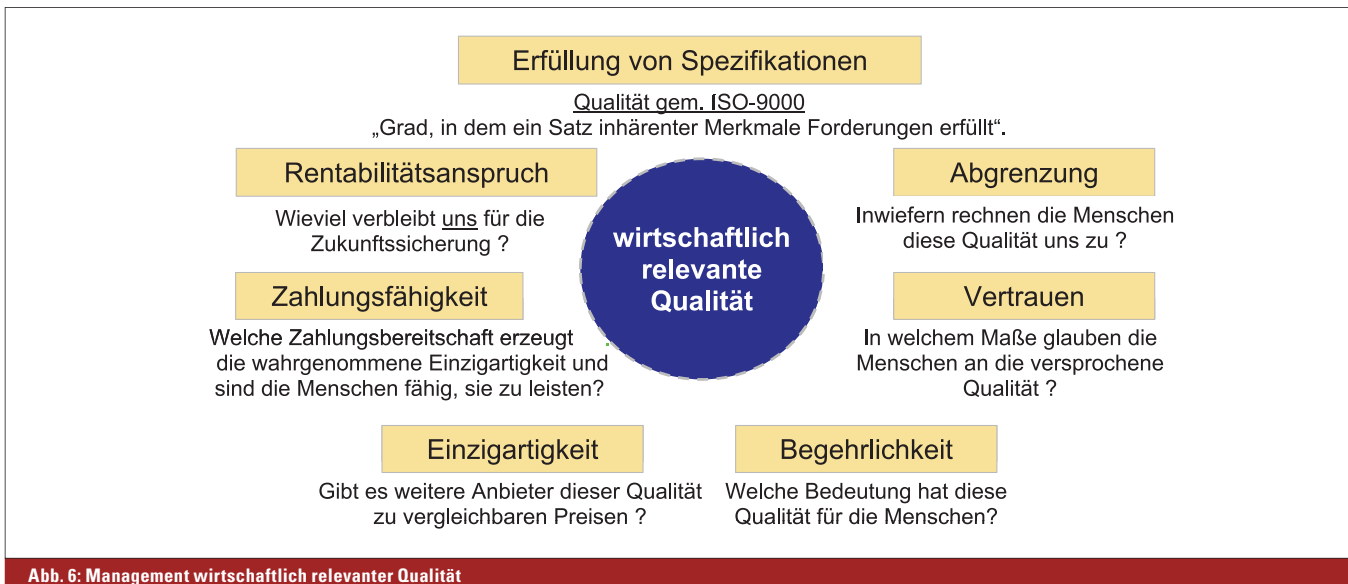 Erfüllung von Spezifikationen
Qualität gem. ISO-9000
„Grad, in dem ein Satz inhärenter Merkmale Forderungen erfüllt“.
Rentabilitätsanspruch
Wieviel verbleibt uns für die
Zukunftssicherung ?
Zahlungsfähigkeit
Welche Zahlungsbereitschaft erzeugt
die wahrgenommene Einzigartigkeit und
sind die Menschen fähig, sie zu leisten?
wirtschaftlich
relevante
Qualität
Abgrenzung
Inwiefern rechnen die Menschen
diese Qualität uns zu ?
Vertrauen
In welchem Maße glauben die
Menschen an die versprochene
Qualität ?
Einzigartigkeit
Gibt es weitere Anbieter dieser Qualität
zu vergleichbaren Preisen ?
Begehrlichkeit
Welche Bedeutung hat diese
Qualität für die Menschen?
Abb. 6: Management wirtschaftlich relevanter Qualität